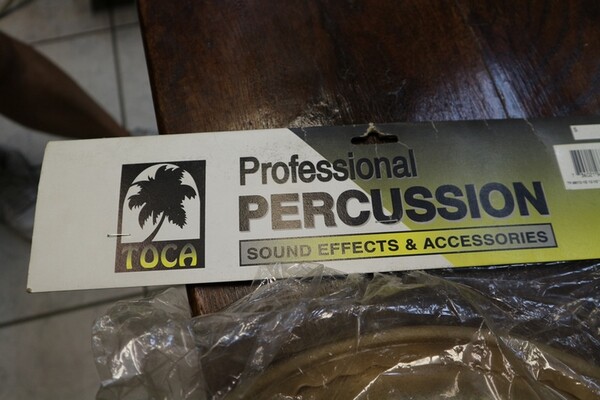 TOCA
Professional
PERCUSSION
SOUND EFFECTS & ACCESSORIES